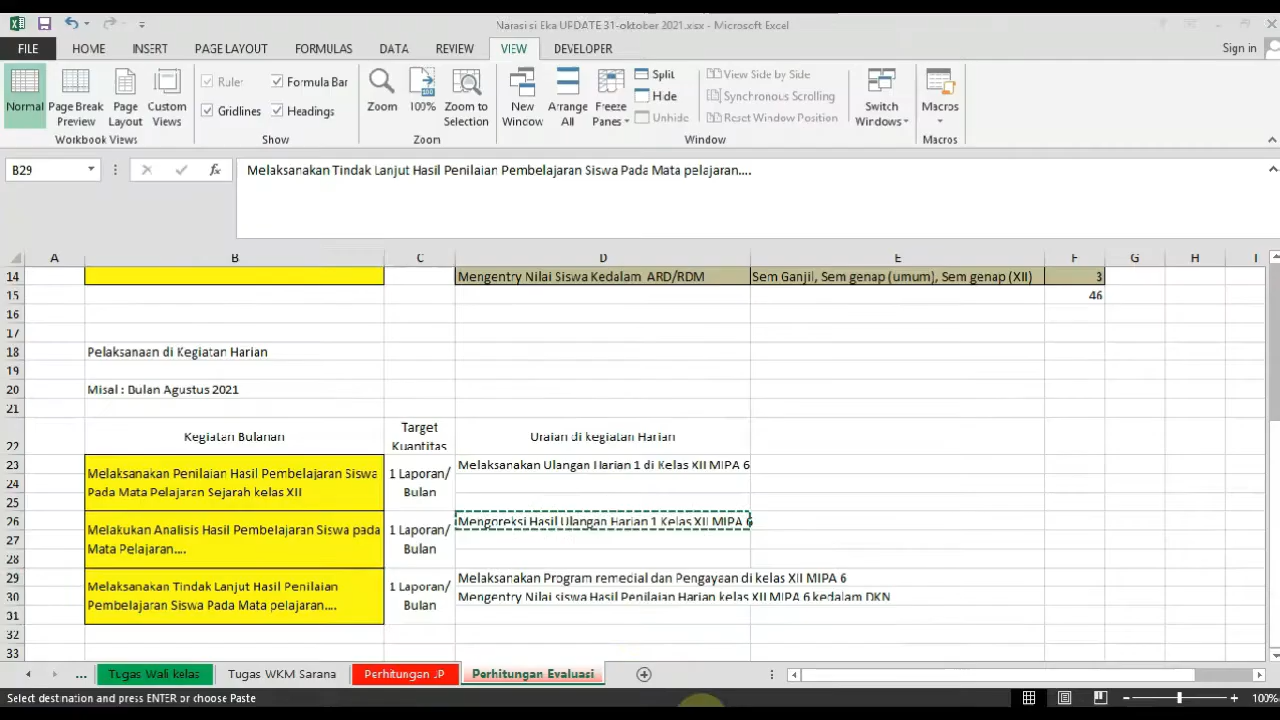 Narasi si Eka UPDATE 31-oktober 2021.xlsx - Microsoft Excel
FILE HOME INSERT PAGE LAYOUT FORMULAS DATA REVIEW VIEW DEVELOPER Sign in
Normal
Page Break Preview
Page Layout
Custom Views
Workbook Views
Ruler
Formula Bar
Gridlines
Headings
Show
Zoom
100%
Zoom to Selection
Zoom
New Window
Arrange All
Freeze Panes
Split
Hide
Unhide
View Side by Side
Synchronous Scrolling
Reset Window Position
Window
Switch Windows
Macros
Macros
B29
fx
Melaksanakan Tindak Lanjut Hasil Penilaian Pembelajaran Siswa Pada Mata pelajaran....
A B C D E F G H I
14 Mengentry Nilai Siswa Kedalam ARD/RDM Sem Ganjil, Sem genap (umum), Sem genap (XII) 3
15 46
16
17
18 Pelaksanaan di Kegiatan Harian
19
20 Misal : Bulan Agustus 2021
21
22 Kegiatan Bulanan Target Kuantitas Uraian di kegiatan Harian
23 Melaksanakan Penilaian Hasil Pembelajaran Siswa 1 Laporan/ Melaksanakan Ulangan Harian 1 di Kelas XII MIPA 6
24 Pada Mata Pelajaran Sejarah kelas XII Bulan
25
26 Melakukan Analisis Hasil Pembelajaran Siswa pada 1 Laporan/ Mengoreksi Hasil Ulangan Harian 1 Kelas XII MIPA 6
27 Mata Pelajaran.... Bulan
28
29 Melaksanakan Tindak Lanjut Hasil Penilaian 1 Laporan/ Melaksanakan Program remedial dan Pengayaan di kelas XII MIPA 6
30 Pembelajaran Siswa Pada Mata pelajaran.... Bulan Mengentry Nilai siswa Hasil Penilaian Harian kelas XII MIPA 6 kedalam DKN
31
32
33
... Tugas Wali kelas Tugas WKM Sarana Perhitungan JP Perhitungan Evaluasi
Select destination and press ENTER or choose Paste 100%